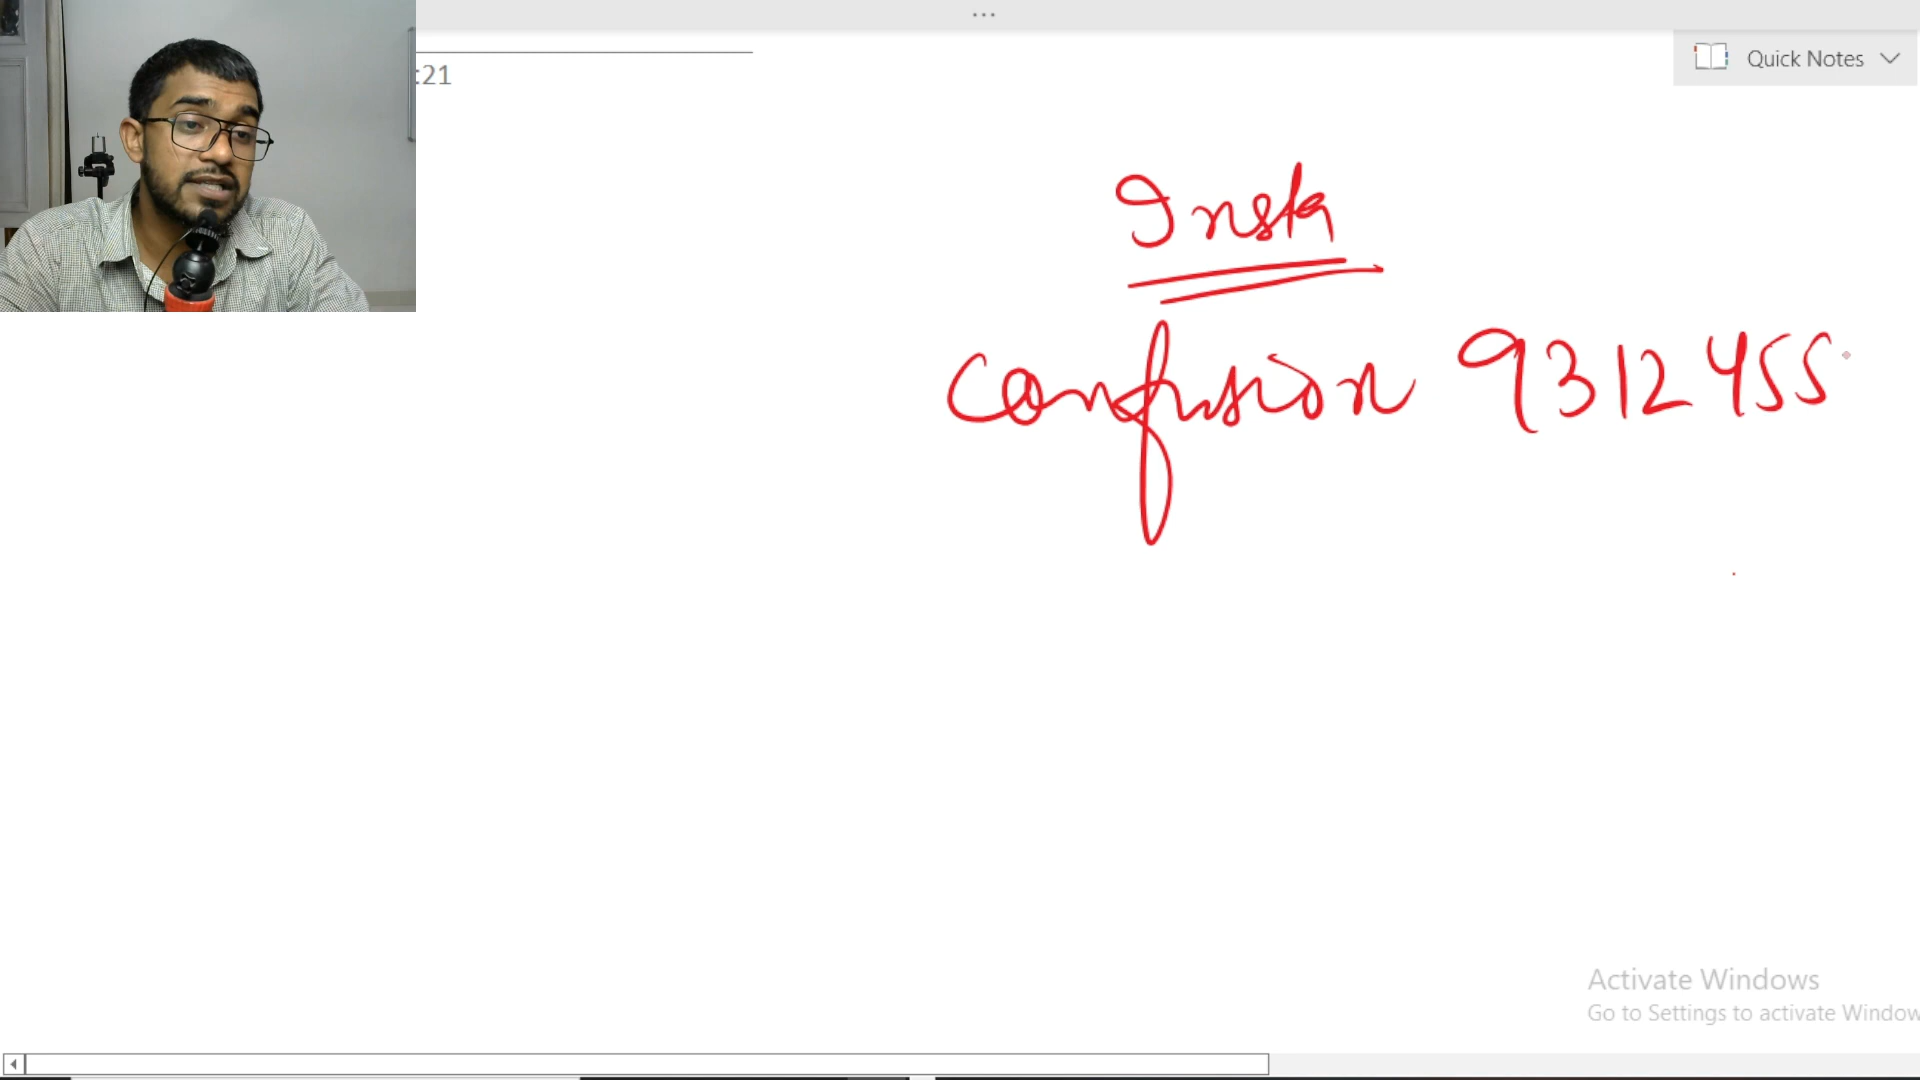 ...
:21
Quick Notes
Insta
Confusion 9312455
Activate Windows
Go to Settings to activate Window